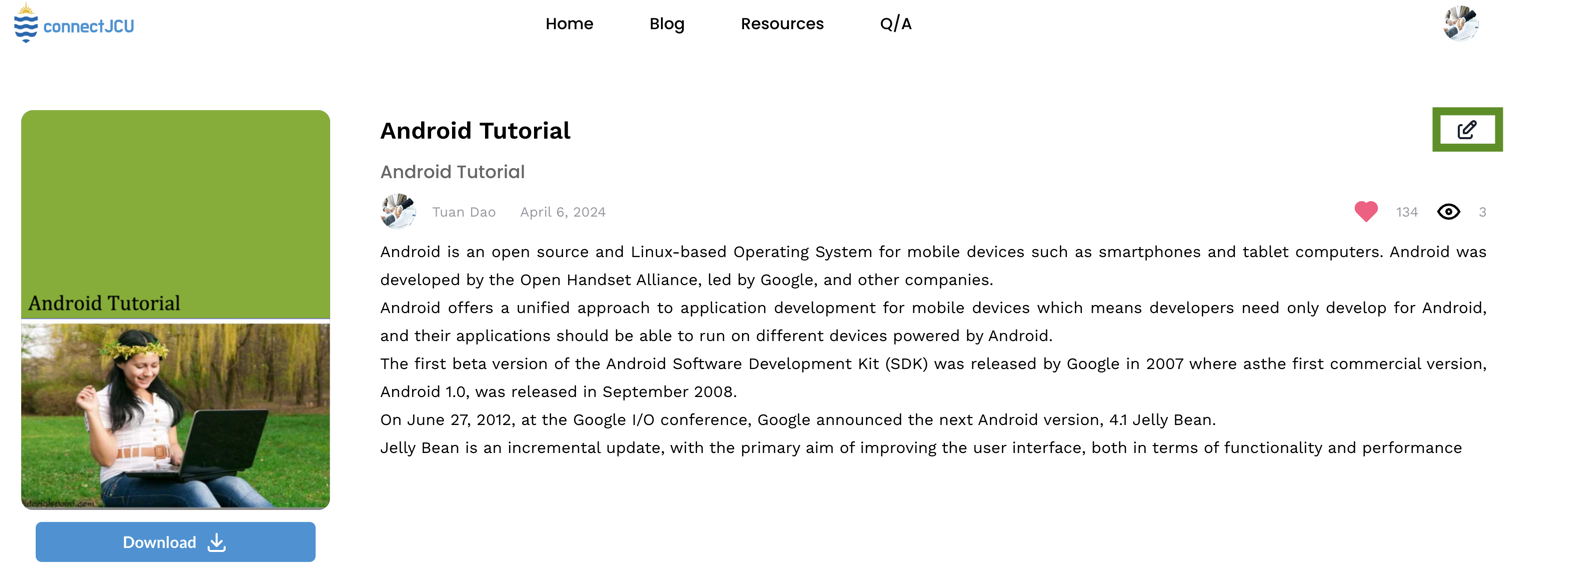 connectJCU
Home
Blog
Resources
Q/A
Android Tutorial
Android Tutorial
Tuan Dao
April 6, 2024
134
3
Android is an open source and Linux-based Operating System for mobile devices such as smartphones and tablet computers. Android was
developed by the Open Handset Alliance, led by Google, and other companies.
Android offers a unified approach to application development for mobile devices which means developers need only develop for Android,
and their applications should be able to run on different devices powered by Android.
The first beta version of the Android Software Development Kit (SDK) was released by Google in 2007 where asthe first commercial version,
Android 1.0, was released in September 2008.
On June 27, 2012, at the Google I/O conference, Google announced the next Android version, 4.1 Jelly Bean.
Jelly Bean is an incremental update, with the primary aim of improving the user interface, both in terms of functionality and performance
Android Tutorial
Download